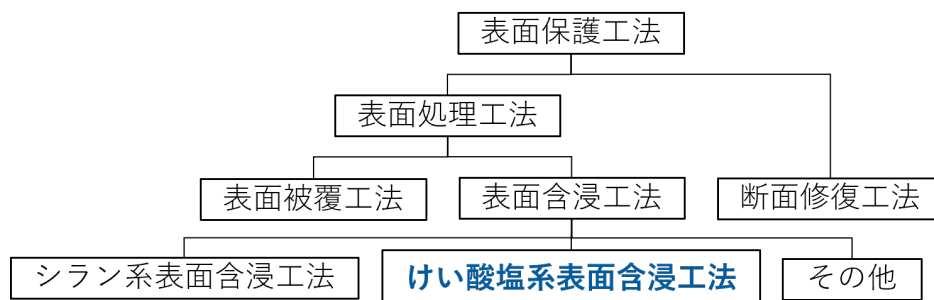 表面保護工法
表面処理工法
表面被覆工法
表面含浸工法
断面修復工法
シラン系表面含浸工法
けい酸塩系表面含浸工法
その他